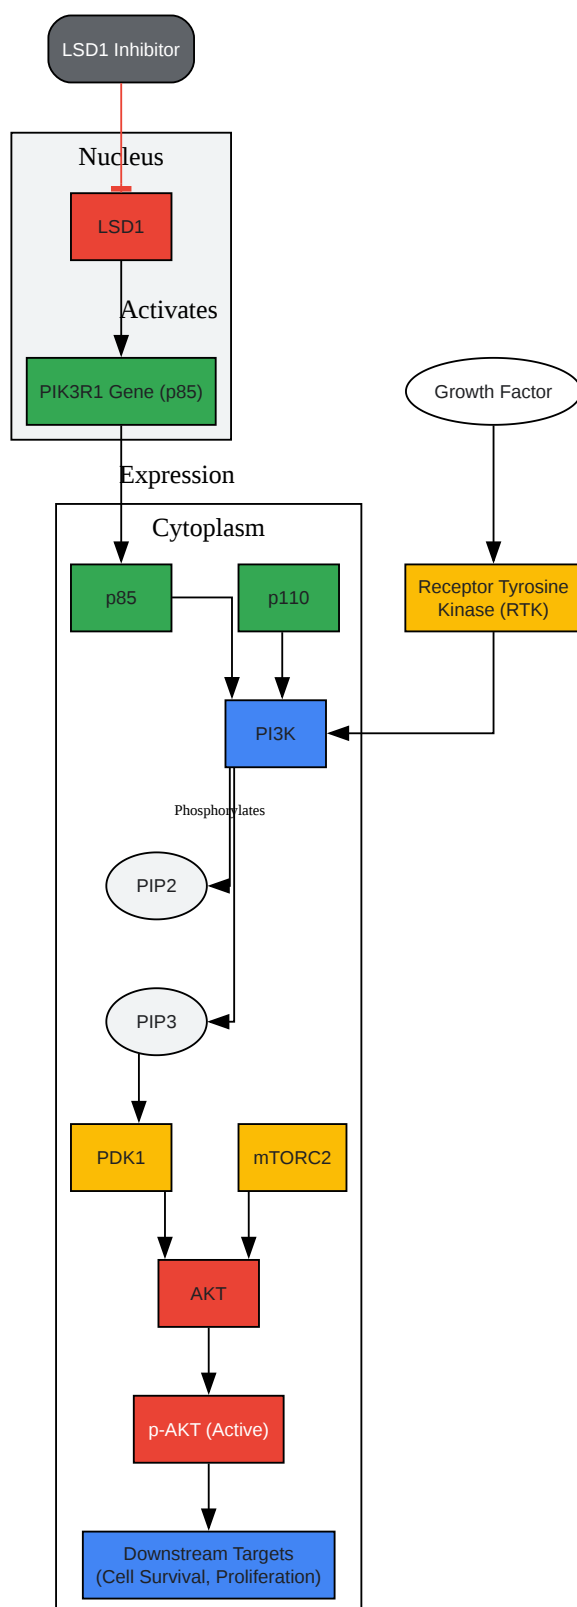 LSD1 Inhibitor
Nucleus
LSD1
Activates
PIK3R1 Gene (p85)
Growth Factor
Expression
Cytoplasm
p85
p110
Receptor Tyrosine
Kinase (RTK)
PI3K
Phosphorylates
PIP2
PIP3
PDK1
mTORC2
AKT
p-AKT (Active)
Downstream Targets
(Cell Survival, Proliferation)